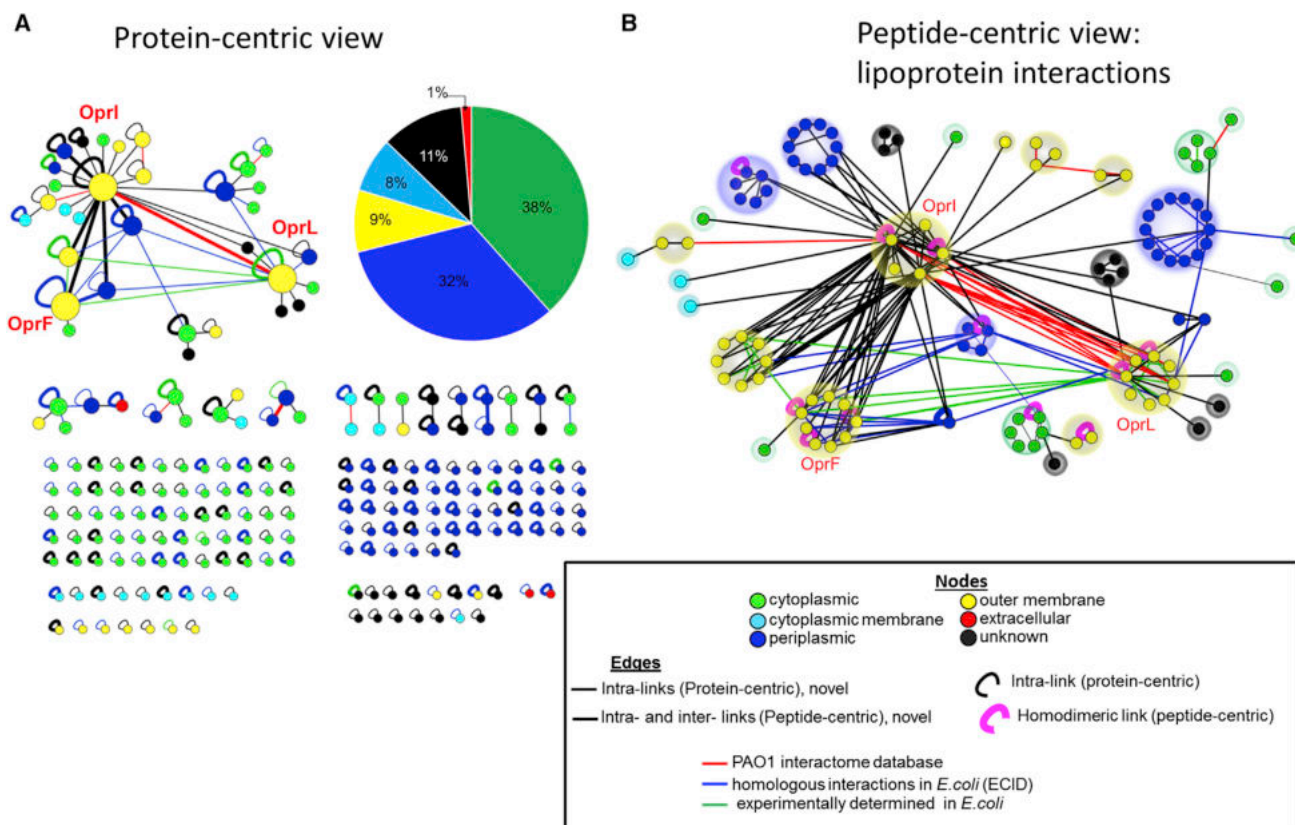 A
Protein-centric view
OprI
OprL
OprF
1%
11%
8%
9%
38%
32%
B
Peptide-centric view:
lipoprotein interactions
OprI
OprL
OprF
Nodes
cytoplasmic
outer membrane
cytoplasmic membrane
extracellular
periplasmic
unknown
Edges
Intra-links (Protein-centric), novel
Intra-link (protein-centric)
Intra- and inter- links (Peptide-centric), novel
Homodimeric link (peptide-centric)
PAO1 interactome database
homologous interactions in E.coli (ECID)
experimentally determined in E.coli